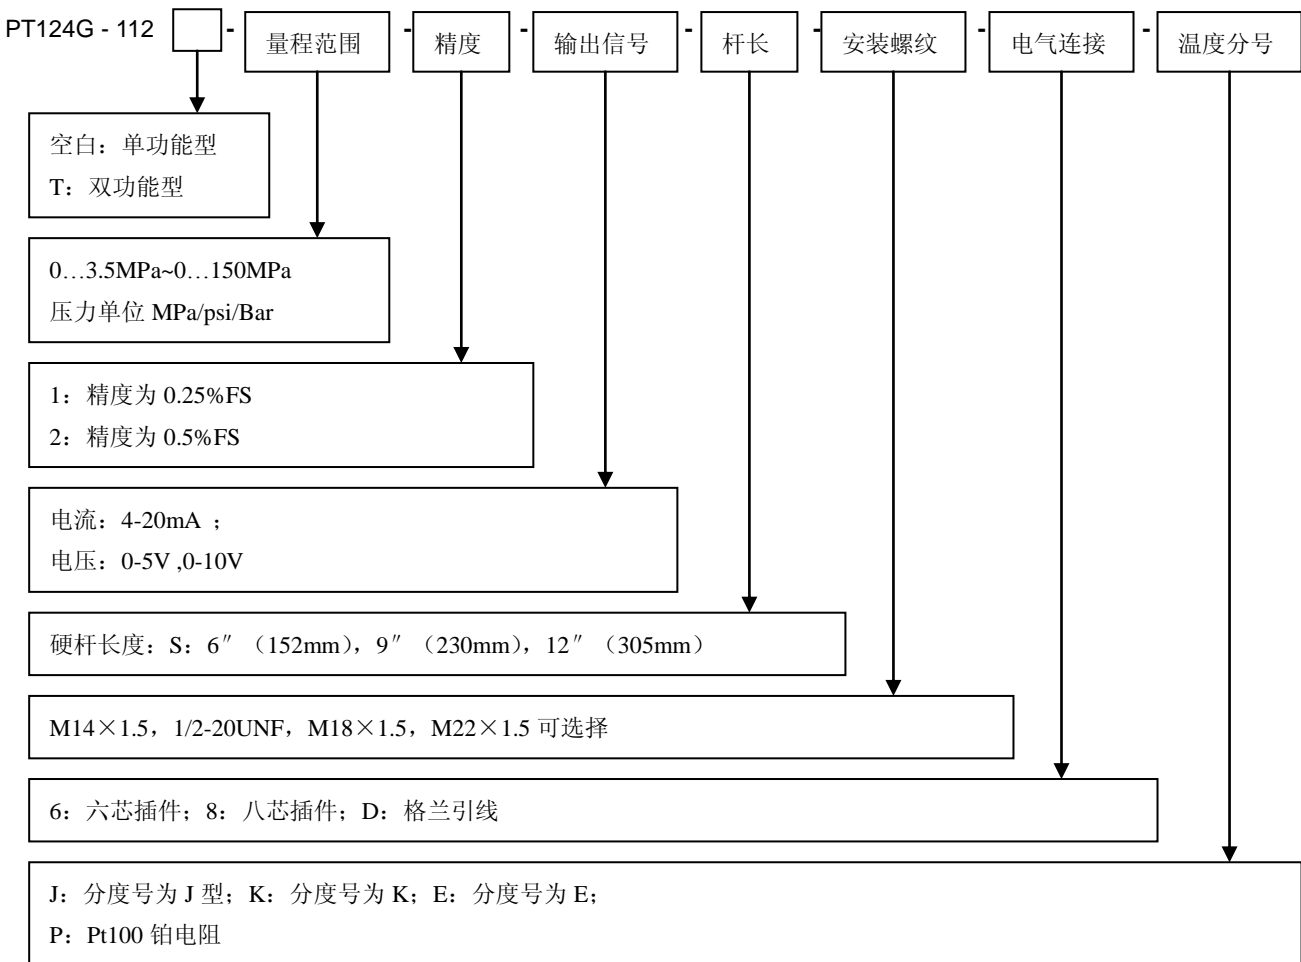 PT124G - 112 - 量程范围 - 精度 - 输出信号 - 杆长 - 安装螺纹 - 电气连接 - 温度分号
空白：单功能型
T：双功能型
0…3.5MPa~0…150MPa
压力单位 MPa/psi/Bar
1：精度为 0.25%FS
2：精度为 0.5%FS
电流：4-20mA ；
电压：0-5V ,0-10V
硬杆长度：S：6″（152mm），9″（230mm），12″（305mm）
M14×1.5，1/2-20UNF，M18×1.5，M22×1.5 可选择
6：六芯插件；8：八芯插件；D：格兰引线
J：分度号为 J 型；K：分度号为 K；E：分度号为 E；
P：Pt100 铂电阻